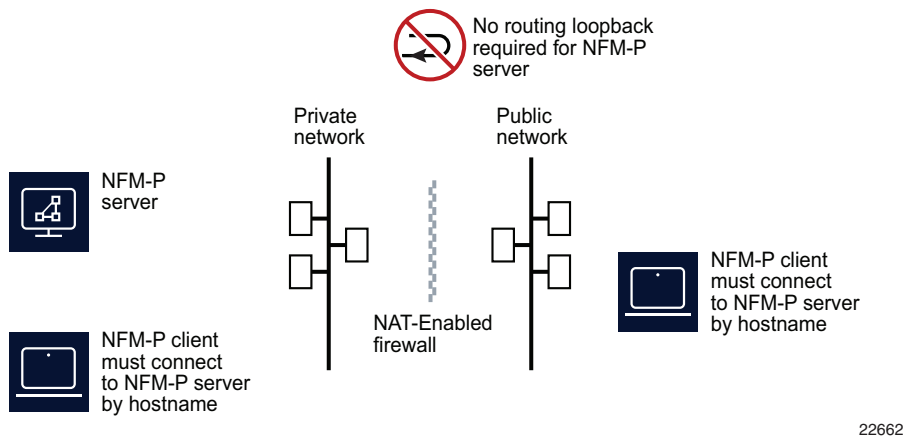 No routing loopback
required for NFM-P
server
Private
network
Public
network
NFM-P
server
NFM-P client
must connect
to NFM-P server
by hostname
NAT-Enabled
firewall
NFM-P client
must connect
to NFM-P server
by hostname
22662